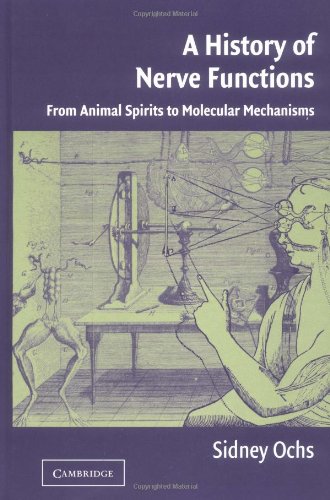 A History of
Nerve Functions
From Animal Spirits to Molecular Mechanisms
Sidney Ochs
CAMBRIDGE